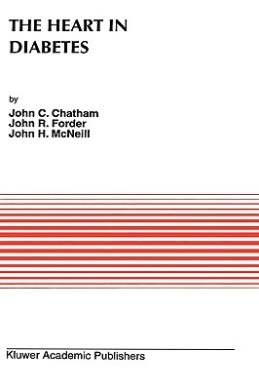 THE HEART IN
DIABETES
by
John C. Chatham
John R. Forder
John H. McNeill
Kluwer Academic Publishers